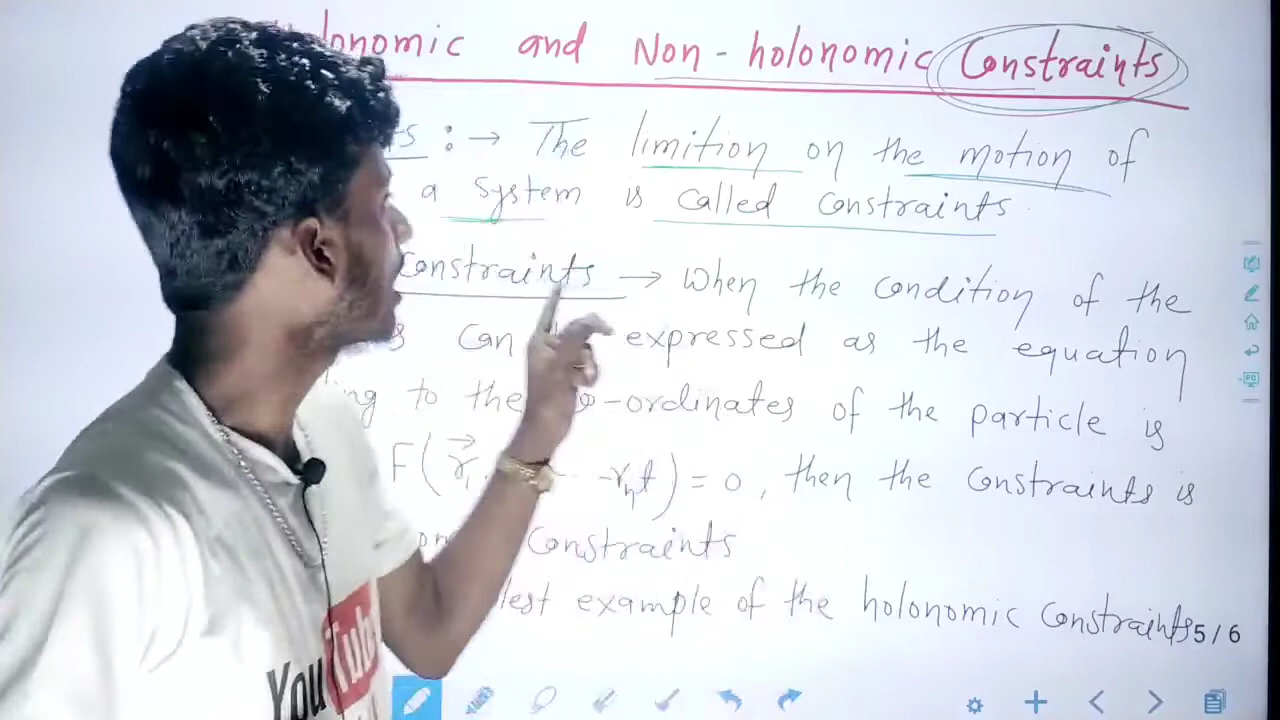 and Non-holonomic Constraints
:→ The limition on the motion of
a system is called constraints
Constraints → When the condition of the
can expressed as the equation
to the co-ordinates of the particle is
F(r⃗₁ - - - rₙt) = 0, then the constraints is
Constraints
example of the holonomic Constraints
5/6
YouTub